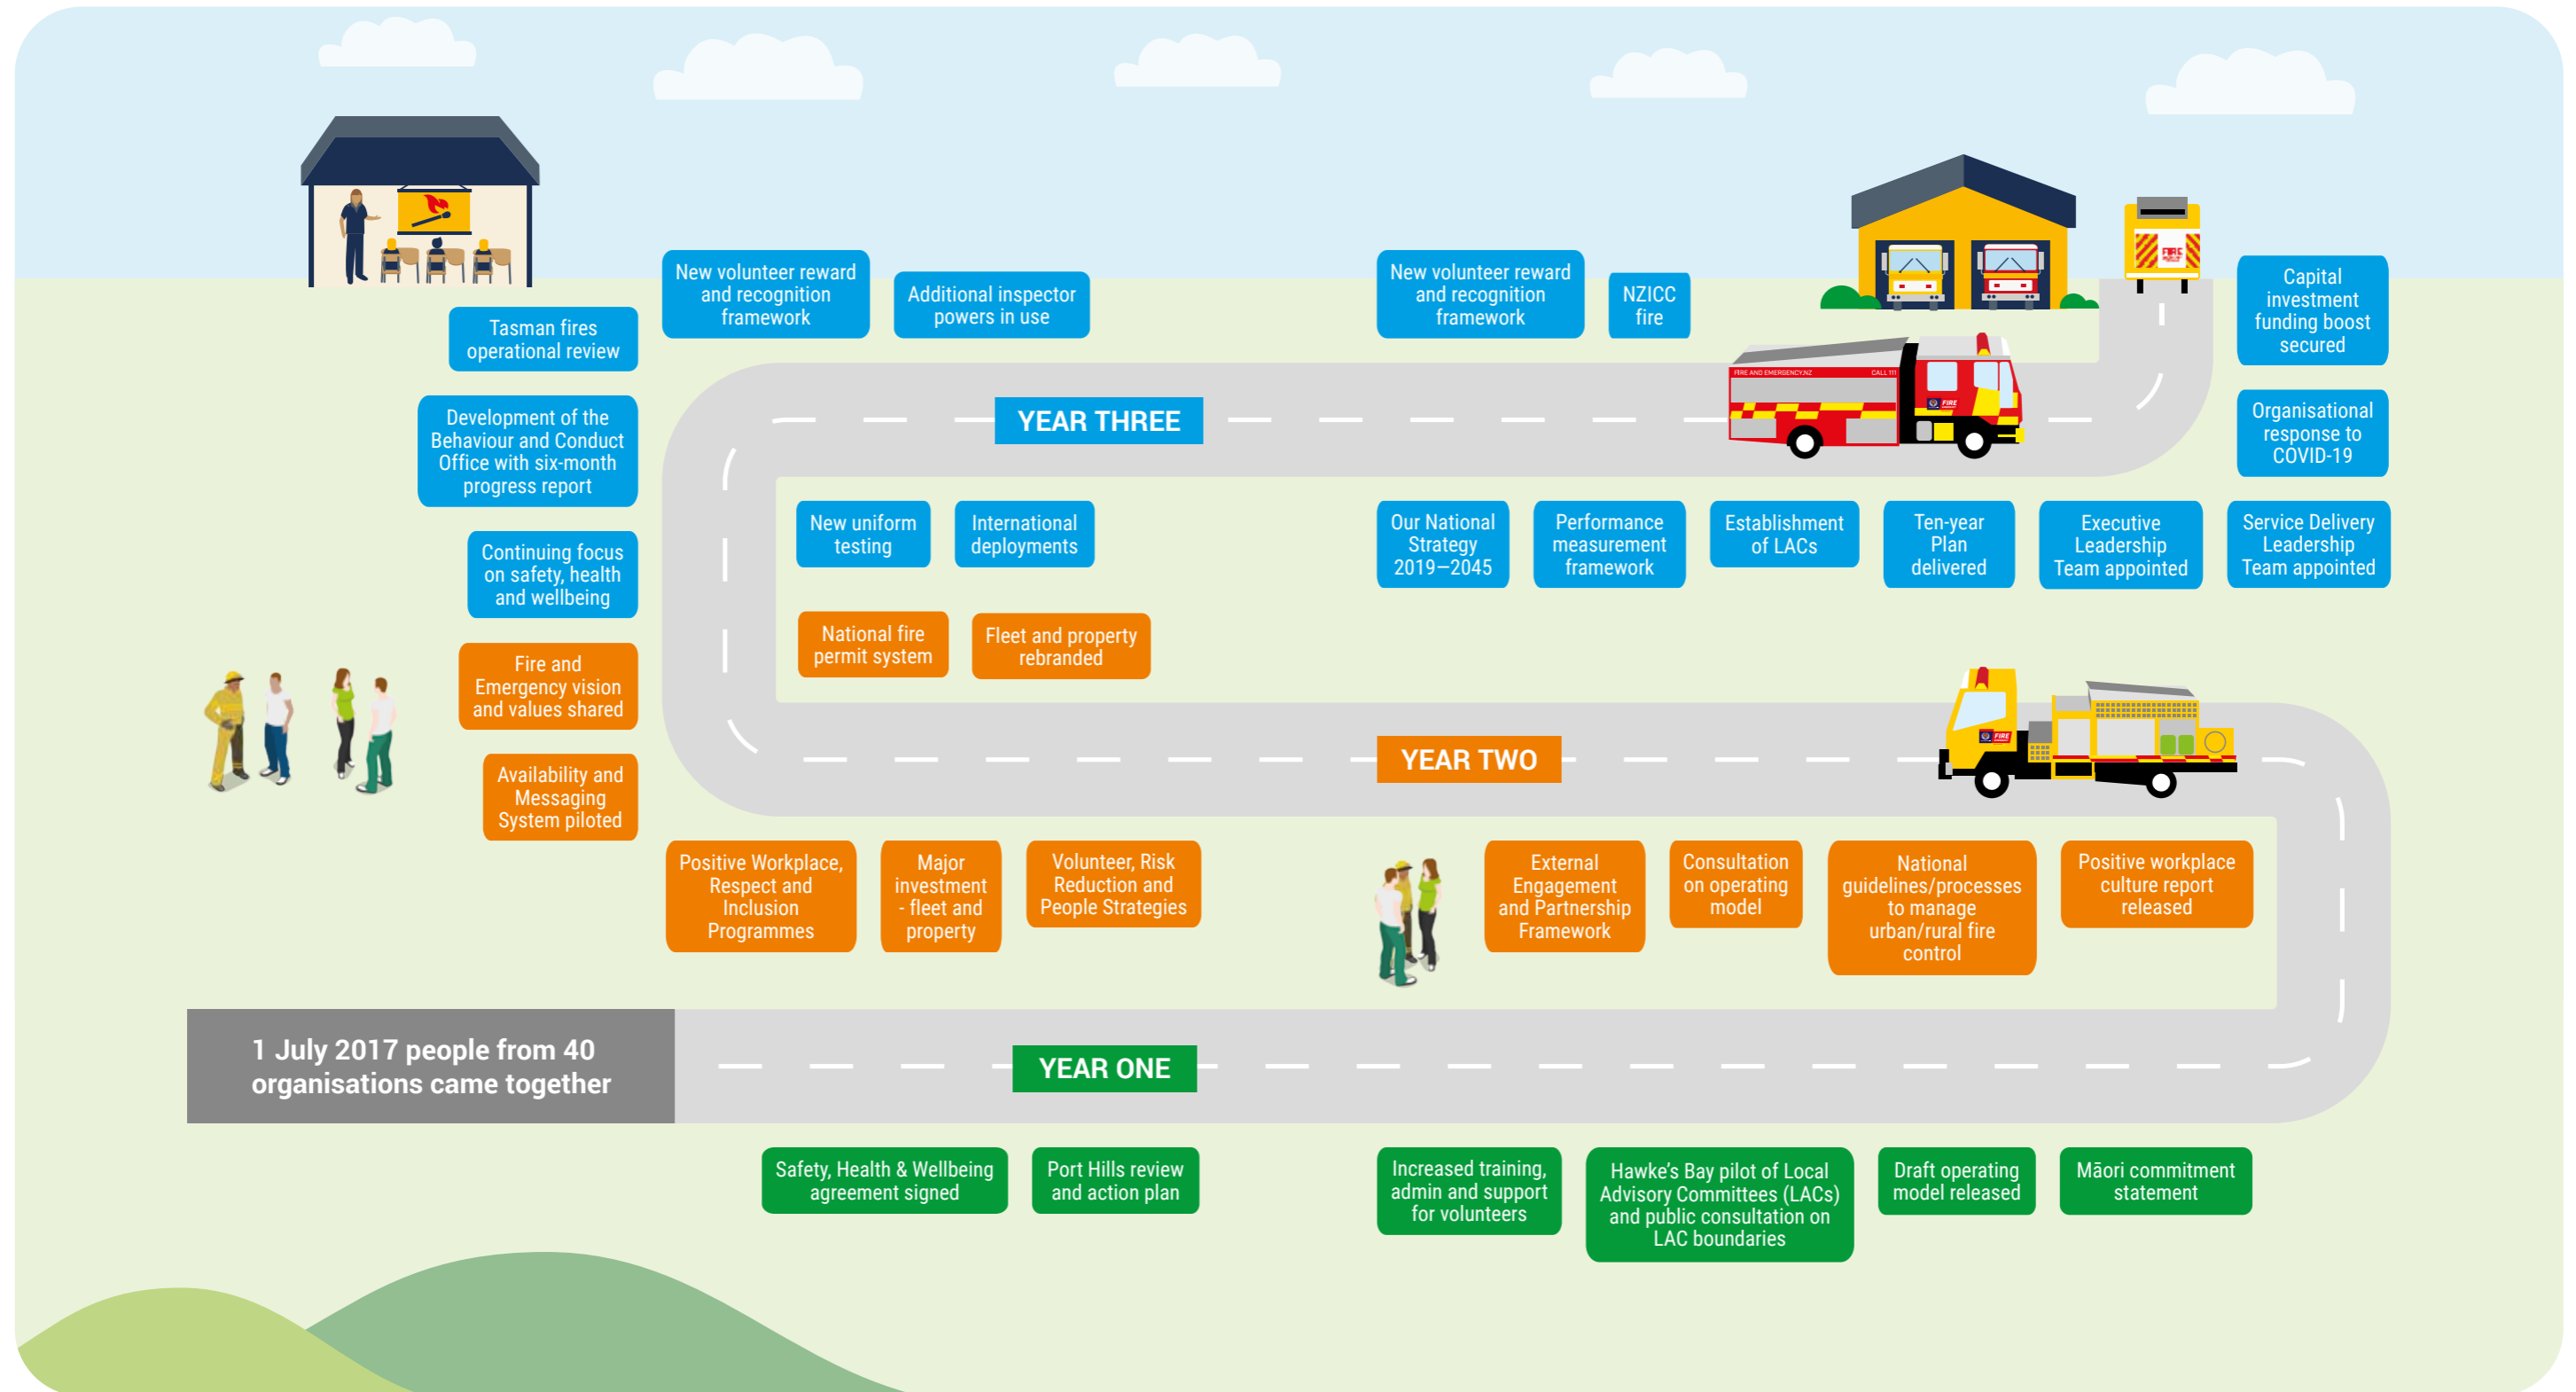 New volunteer reward
and recognition
framework
Additional inspector
powers in use
New volunteer reward
and recognition
framework
NZICC
fire
Capital
investment
funding boost
secured
Tasman fires
operational review
FIRE AND EMERGENCY.NZ
CALL 111
FIRE
FIRE
YEAR THREE
Organisational
response to
COVID-19
Development of the
Behaviour and Conduct
Office with six-month
progress report
Continuing focus
on safety, health
and wellbeing
New uniform
testing
International
deployments
Our National
Strategy
2019—2045
Performance
measurement
framework
Establishment
of LACs
Ten-year
Plan
delivered
Executive
Leadership
Team appointed
Service Delivery
Leadership
Team appointed
National fire
permit system
Fleet and property
rebranded
Fire and
Emergency vision
and values shared
Availability and
Messaging
System piloted
YEAR TWO
FIRE
Positive Workplace,
Respect and
Inclusion
Programmes
Major
investment
- fleet and
property
Volunteer, Risk
Reduction and
People Strategies
External
Engagement
and Partnership
Framework
Consultation
on operating
model
National
guidelines/processes
to manage
urban/rural fire
control
Positive workplace
culture report
released
1 July 2017 people from 40
organisations came together
YEAR ONE
Safety, Health & Wellbeing
agreement signed
Port Hills review
and action plan
Increased training,
admin and support
for volunteers
Hawke's Bay pilot of Local
Advisory Committees (LACs)
and public consultation on
LAC boundaries
Draft operating
model released
Māori commitment
statement